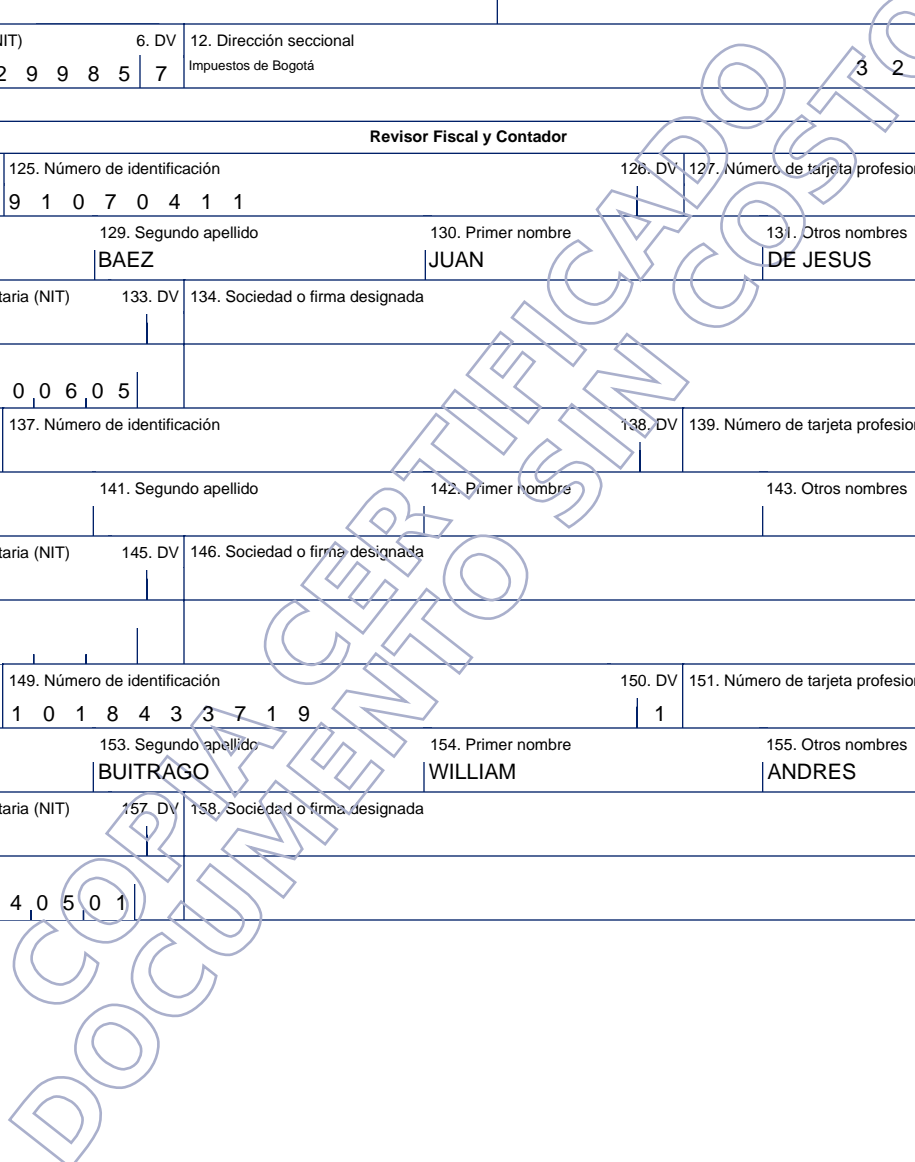 NIT) 6. DV 12. Dirección seccional
2 9 9 8 5 7 Impuestos de Bogotá 3 2
Revisor Fiscal y Contador
125. Número de identificación 126. DV 127. Número de tarjeta profesion
9 1 0 7 0 4 1 1
129. Segundo apellido 130. Primer nombre 131. Otros nombres
BAEZ JUAN DE JESUS
taria (NIT) 133. DV 134. Sociedad o firma designada
0 0 6 0 5
137. Número de identificación 138. DV 139. Número de tarjeta profesion
141. Segundo apellido 142. Primer nombre 143. Otros nombres
taria (NIT) 145. DV 146. Sociedad o firma designada
149. Número de identificación 150. DV 151. Número de tarjeta profesion
1 0 1 8 4 3 3 7 1 9 1
153. Segundo apellido 154. Primer nombre 155. Otros nombres
BUITRAGO WILLIAM ANDRES
taria (NIT) 157. DV 158. Sociedad o firma designada
4 0 5 0 1
COPIA CERTIFICADO
DOCUMENTO SIN COSTO